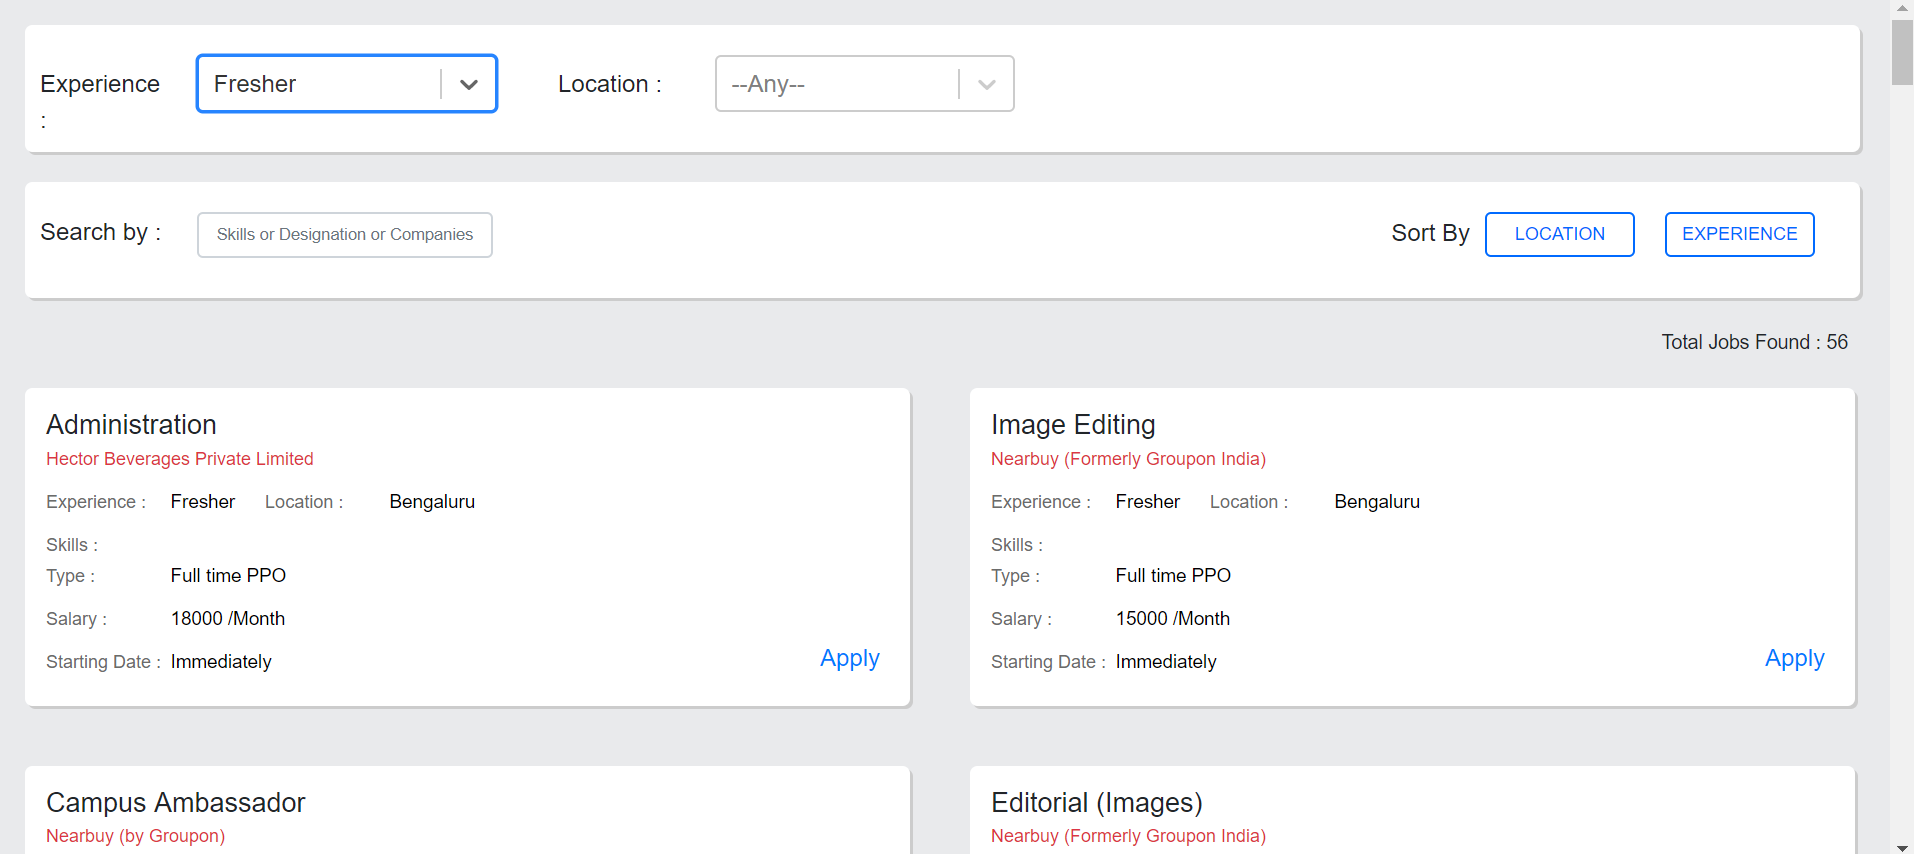 Experience
:
Fresher
Location :
--Any--
Search by :
Skills or Designation or Companies
Sort By
LOCATION
EXPERIENCE
Total Jobs Found : 56
Administration
Hector Beverages Private Limited
Experience : Fresher Location : Bengaluru
Skills :
Type : Full time PPO
Salary : 18000 /Month
Starting Date : Immediately
Apply
Image Editing
Nearbuy (Formerly Groupon India)
Experience : Fresher Location : Bengaluru
Skills :
Type : Full time PPO
Salary : 15000 /Month
Starting Date : Immediately
Apply
Campus Ambassador
Nearbuy (by Groupon)
Editorial (Images)
Nearbuy (Formerly Groupon India)